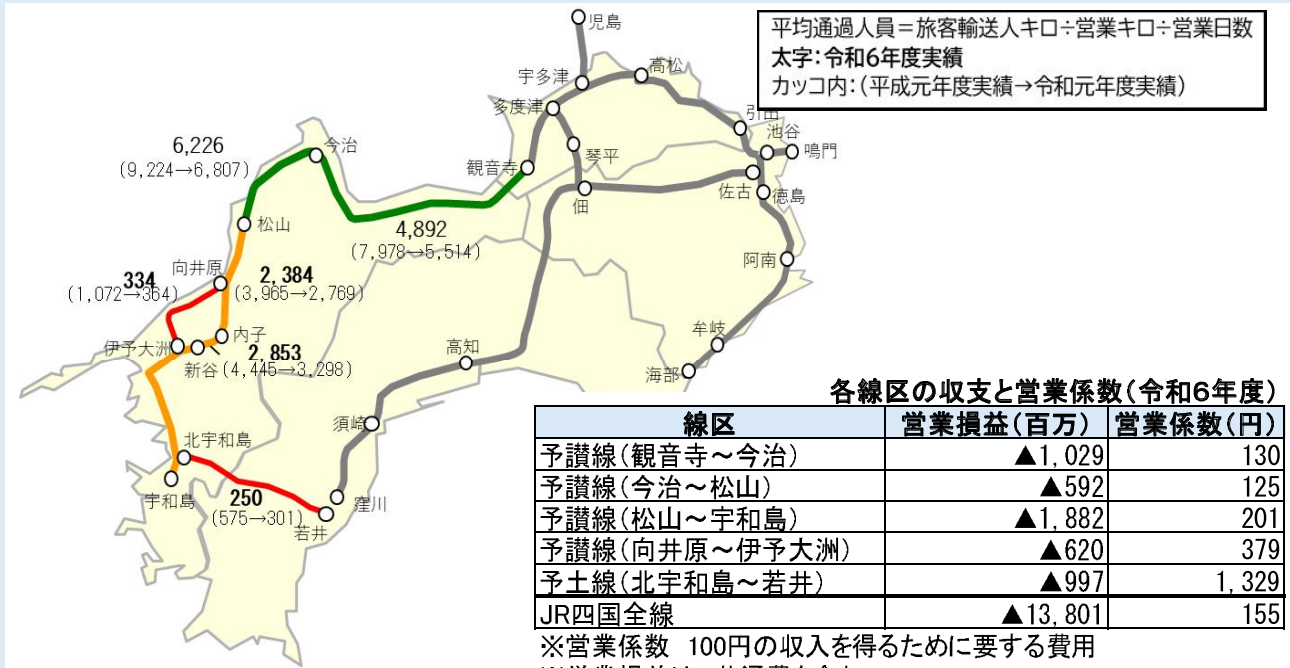 児島
平均通過人員＝旅客輸送人キロ÷営業キロ÷営業日数
太字：令和6年度実績
カッコ内：（平成元年度実績→令和元年度実績）
宇多津
高松
多度津
引田
池谷
鳴門
6,226
(9,224→6,807)
今治
観音寺
琴平
佃
佐古
徳島
松山
4,892
(7,978→5,514)
阿南
向井原
334
(1,072→364)
2,384
(3,965→2,769)
牟岐
内子
伊予大洲
新谷
2,853
(4,445→3,298)
高知
海部
須崎
北宇和島
宇和島
250
(575→301)
窪川
若井
各線区の収支と営業係数（令和6年度）
線区 営業損益（百万） 営業係数（円）
予讃線（観音寺～今治） ▲1,029 130
予讃線（今治～松山） ▲592 125
予讃線（松山～宇和島） ▲1,882 201
予讃線（向井原～伊予大洲） ▲620 379
予土線（北宇和島～若井） ▲997 1,329
JR四国全線 ▲13,801 155
※営業係数 100円の収入を得るために要する費用